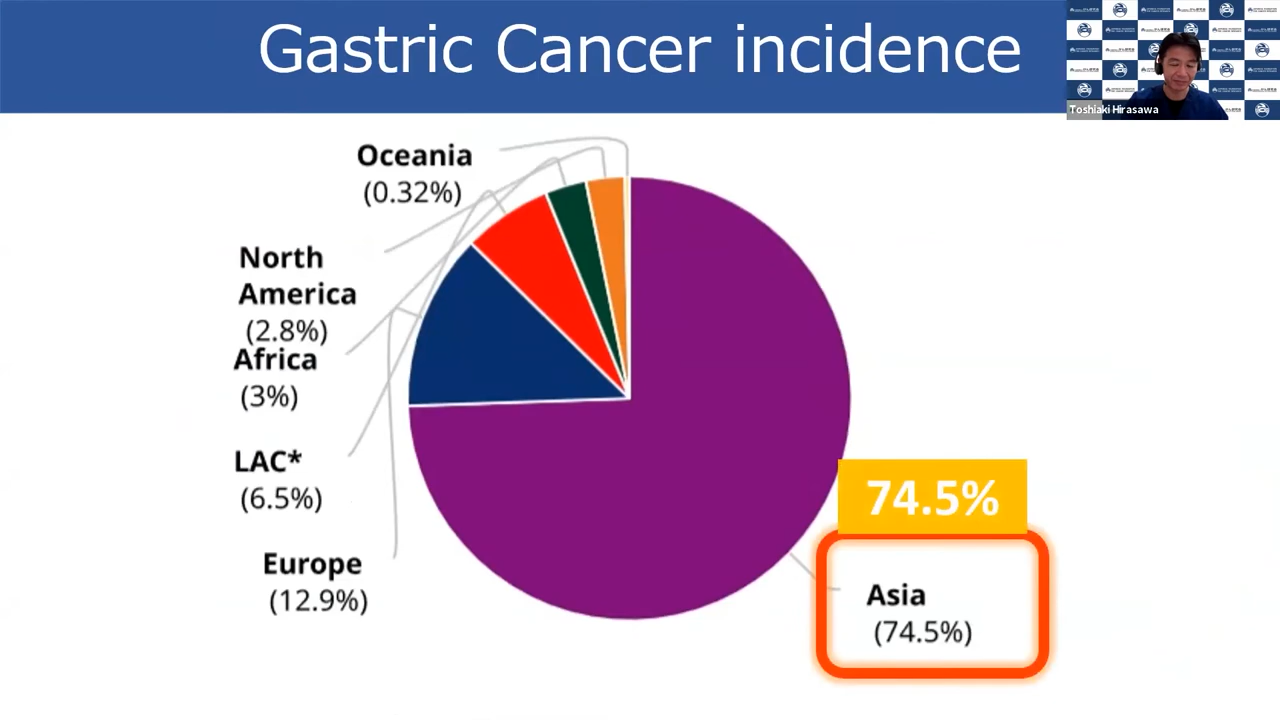 Gastric Cancer incidence
Toshiaki Hirasawa
Oceania
(0.32%)
North
America
(2.8%)
Africa
(3%)
LAC*
(6.5%)
Europe
(12.9%)
74.5%
Asia
(74.5%)